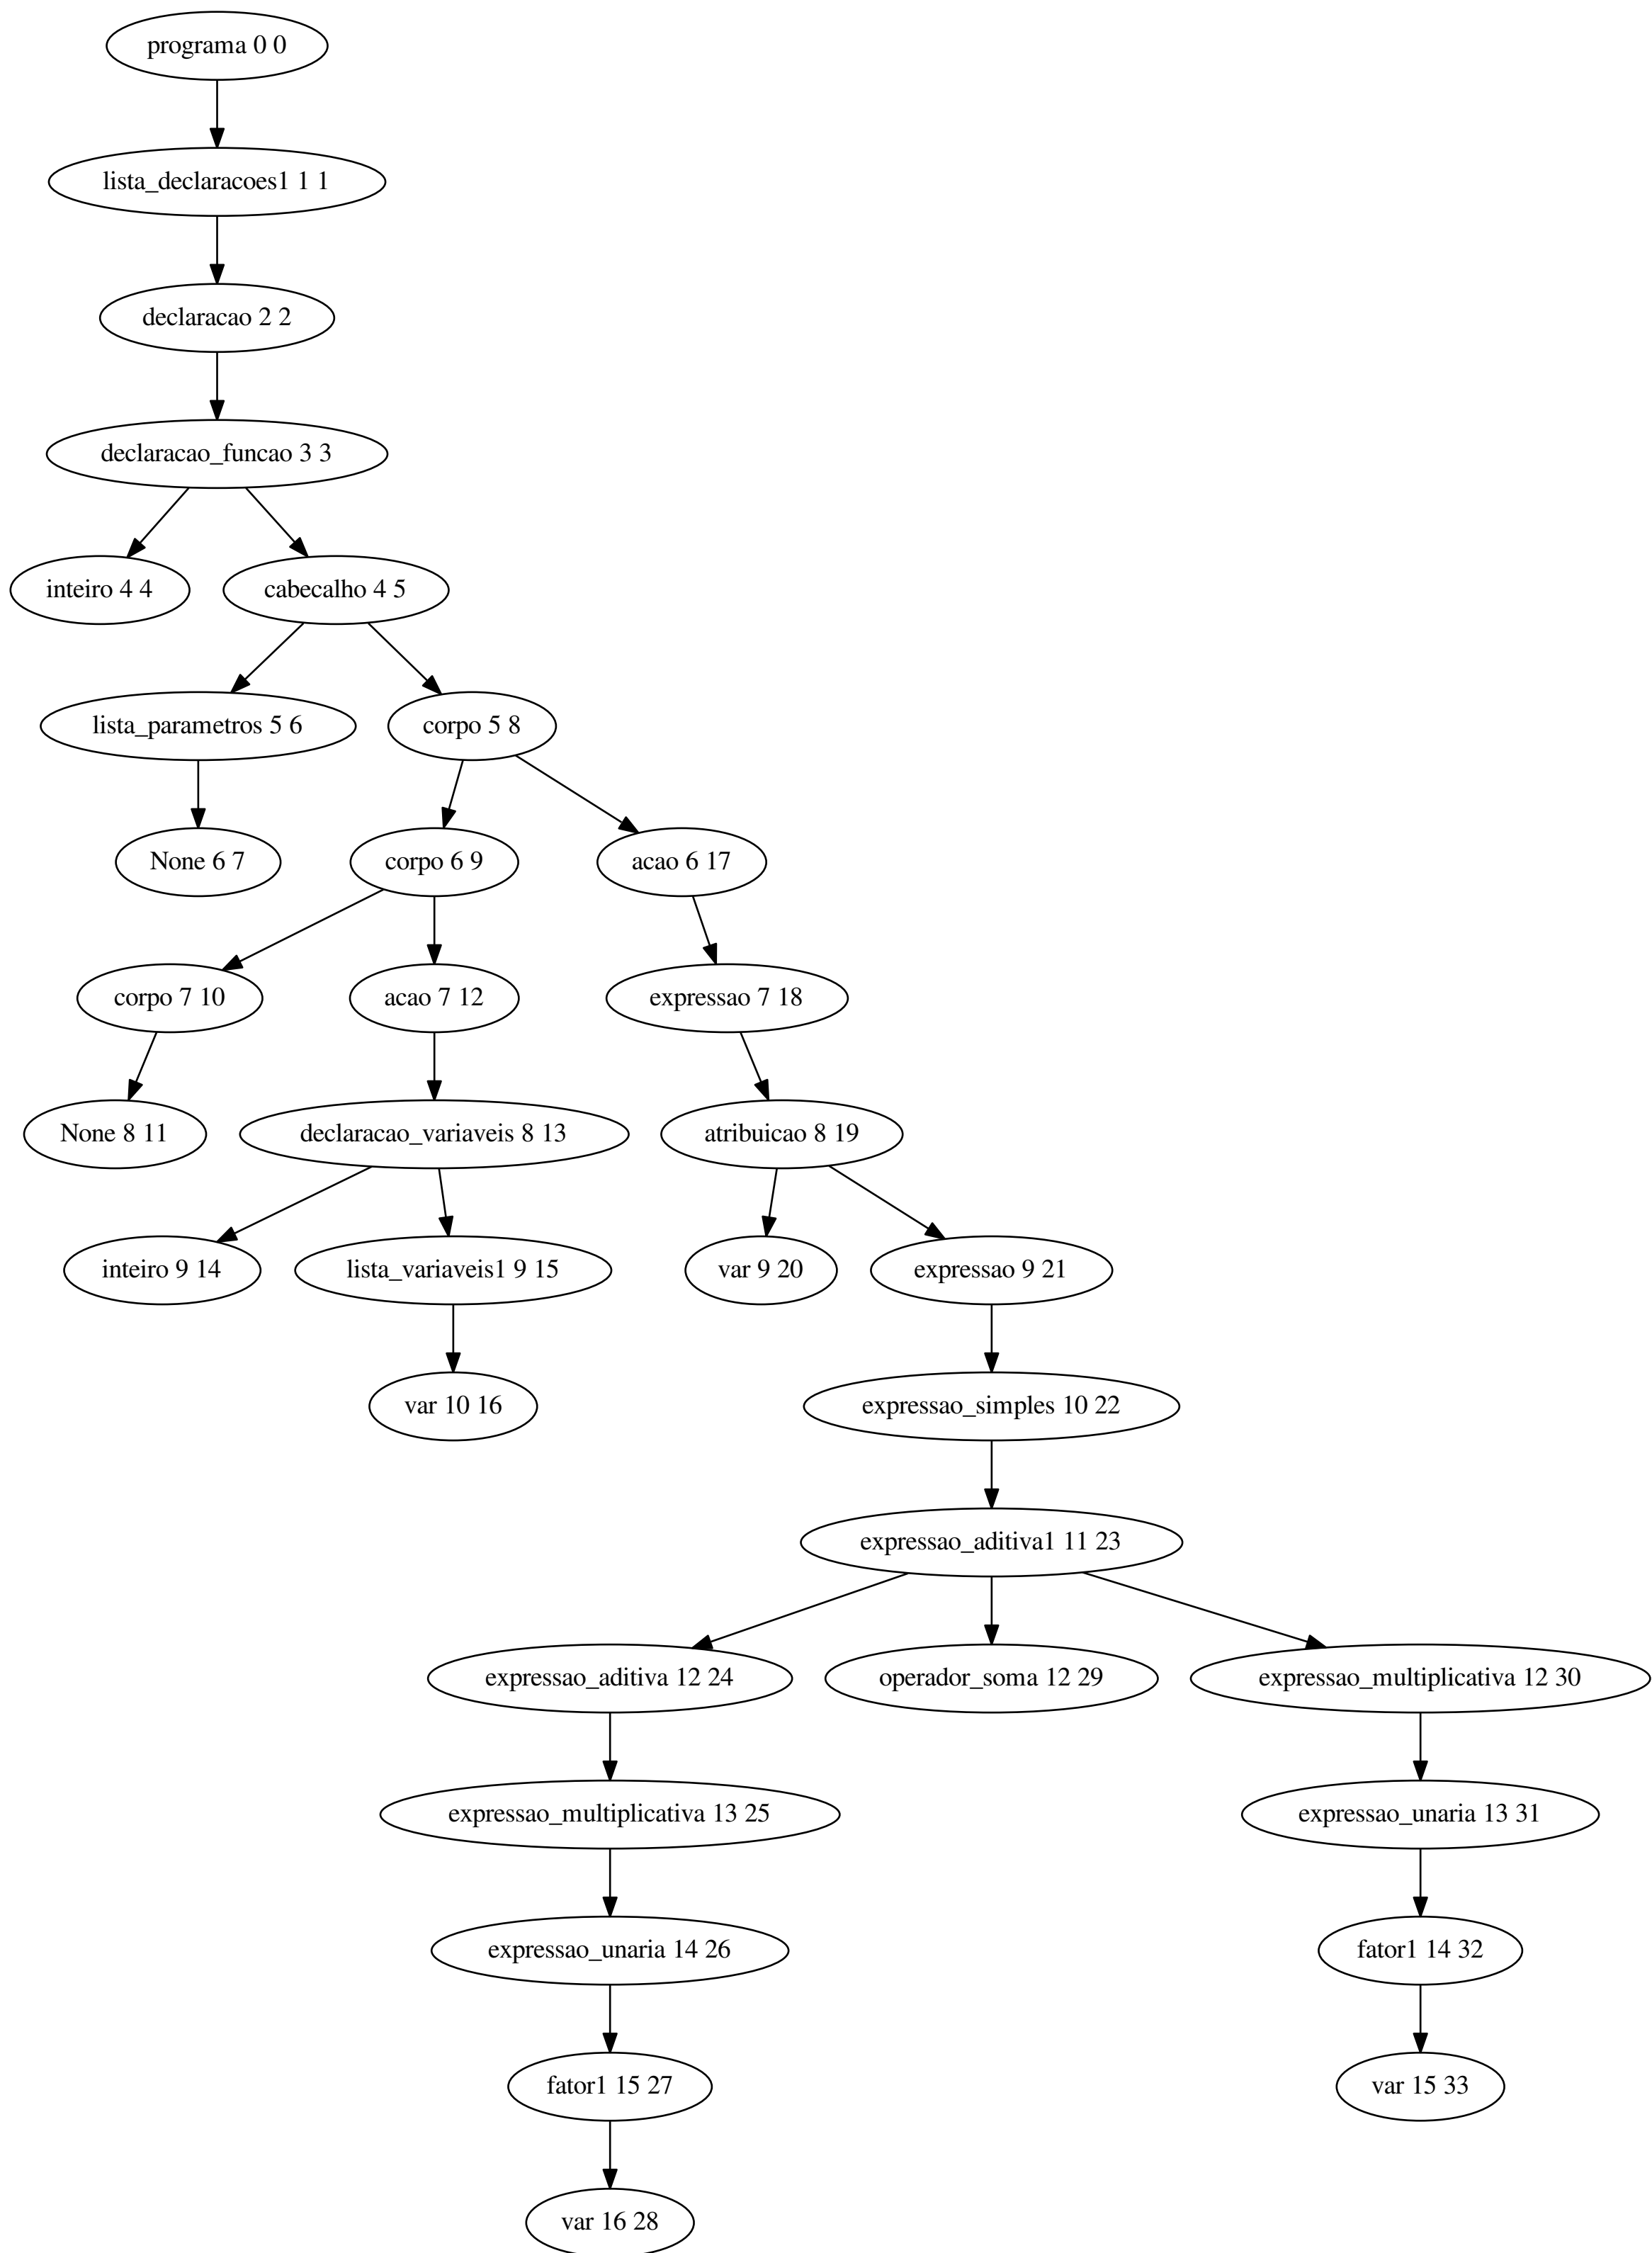 programa 0 0
lista_declaracoes1 1 1
declaracao 2 2
declaracao_funcao 3 3
inteiro 4 4
cabecalho 4 5
lista_parametros 5 6
corpo 5 8
None 6 7
corpo 6 9
acao 6 17
corpo 7 10
acao 7 12
expressao 7 18
None 8 11
declaracao_variaveis 8 13
atribuicao 8 19
inteiro 9 14
lista_variaveis1 9 15
var 9 20
expressao 9 21
var 10 16
expressao_simples 10 22
expressao_aditiva1 11 23
expressao_aditiva 12 24
operador_soma 12 29
expressao_multiplicativa 12 30
expressao_multiplicativa 13 25
expressao_unaria 13 31
expressao_unaria 14 26
fator1 14 32
fator1 15 27
var 15 33
var 16 28